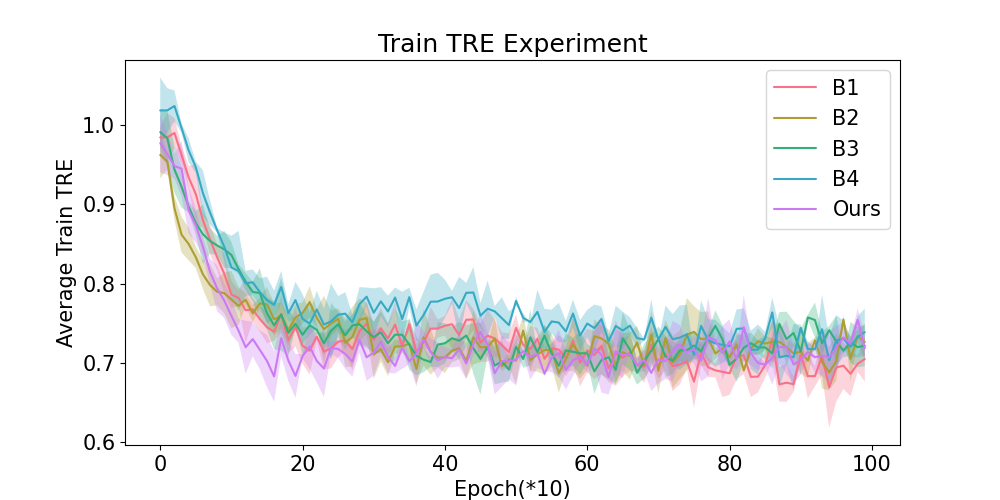 Train TRE Experiment
Average Train TRE
1.0
0.9
0.8
0.7
0.6
0
20
40
60
80
100
Epoch(*10)
B1
B2
B3
B4
Ours